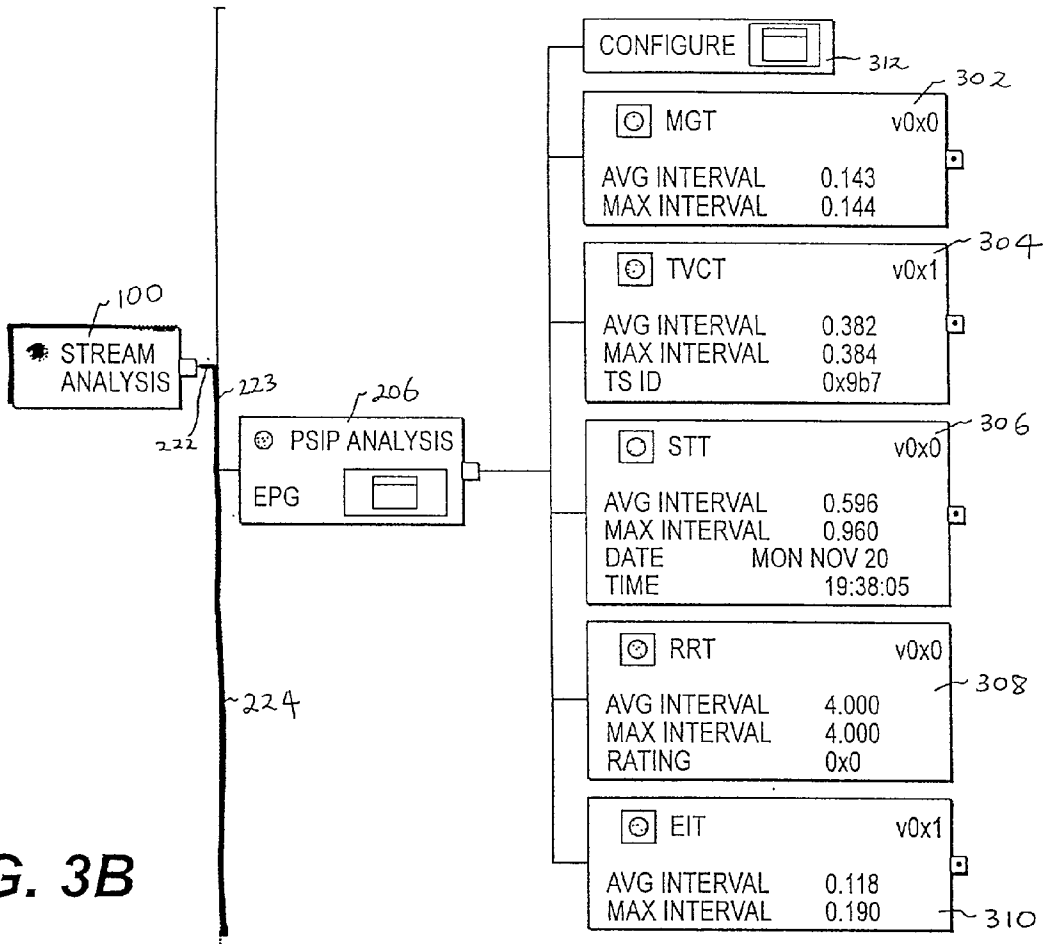 CONFIGURE
312
302
MGT v0x0
AVG INTERVAL 0.143
MAX INTERVAL 0.144
304
TVCT v0x1
AVG INTERVAL 0.382
MAX INTERVAL 0.384
TS ID 0x9b7
100
STREAM
ANALYSIS
222
223
206
PSIP ANALYSIS
EPG
224
306
STT v0x0
AVG INTERVAL 0.596
MAX INTERVAL 0.960
DATE MON NOV 20
TIME 19:38:05
RRT v0x0
308
AVG INTERVAL 4.000
MAX INTERVAL 4.000
RATING 0x0
EIT v0x1
AVG INTERVAL 0.118
MAX INTERVAL 0.190
310
G. 3B